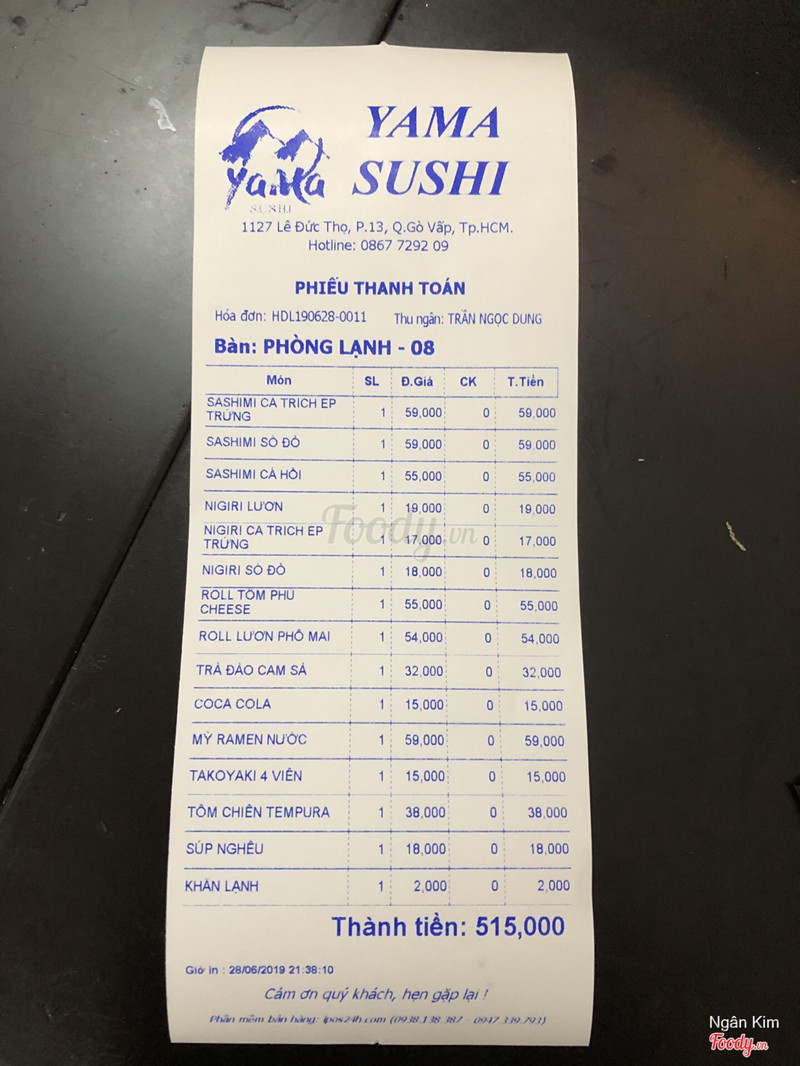 YAMA
SUSHI
YaMa
SUSHI
1127 Lê Đức Thọ, P.13, Q.Gò Vấp, Tp.HCM.
Hotline: 0867 7292 09
PHIẾU THANH TOÁN
Hóa đơn: HDL190628-0011 Thu ngân: TRẦN NGỌC DUNG
Bàn: PHÒNG LẠNH - 08
Món SL Đ.Giá CK T.Tiền
SASHIMI CÁ TRÍCH ÉP
TRỨNG 1 59,000 0 59,000
SASHIMI SÒ ĐỎ 1 59,000 0 59,000
SASHIMI CÁ HỒI 1 55,000 0 55,000
NIGIRI LƯƠN 1 19,000 0 19,000
NIGIRI CÁ TRÍCH ÉP
TRỨNG 1 17,000 0 17,000
NIGIRI SÒ ĐỎ 1 18,000 0 18,000
ROLL TÔM PHU
CHEESE 1 55,000 0 55,000
ROLL LƯƠN PHÔ MAI 1 54,000 0 54,000
TRÀ ĐÀO CAM SẢ 1 32,000 0 32,000
COCA COLA 1 15,000 0 15,000
MỲ RAMEN NƯỚC 1 59,000 0 59,000
TAKOYAKI 4 VIÊN 1 15,000 0 15,000
TÔM CHIÊN TEMPURA 1 38,000 0 38,000
SÚP NGHÊU 1 18,000 0 18,000
KHĂN LẠNH 1 2,000 0 2,000
Thành tiền: 515,000
Giờ in : 28/06/2019 21:38:10
Cảm ơn quý khách, hẹn gặp lại !
Phần mềm bán hàng: ipos24h.com (0938.138.387 - 0947.339.793)
Foody.vn
Ngân Kim
Foody.vn